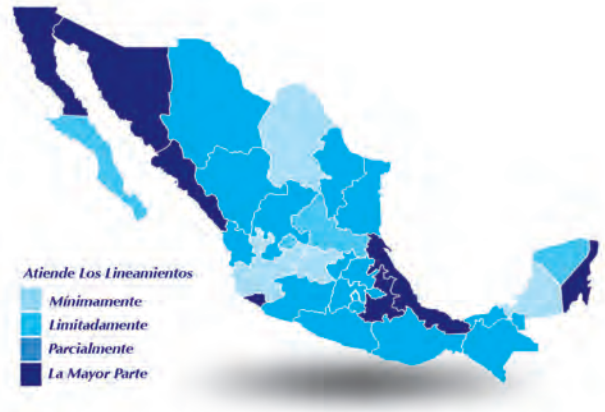 Atiende Los Lineamientos
Mínimamente
Limitadamente
Parcialmente
La Mayor Parte